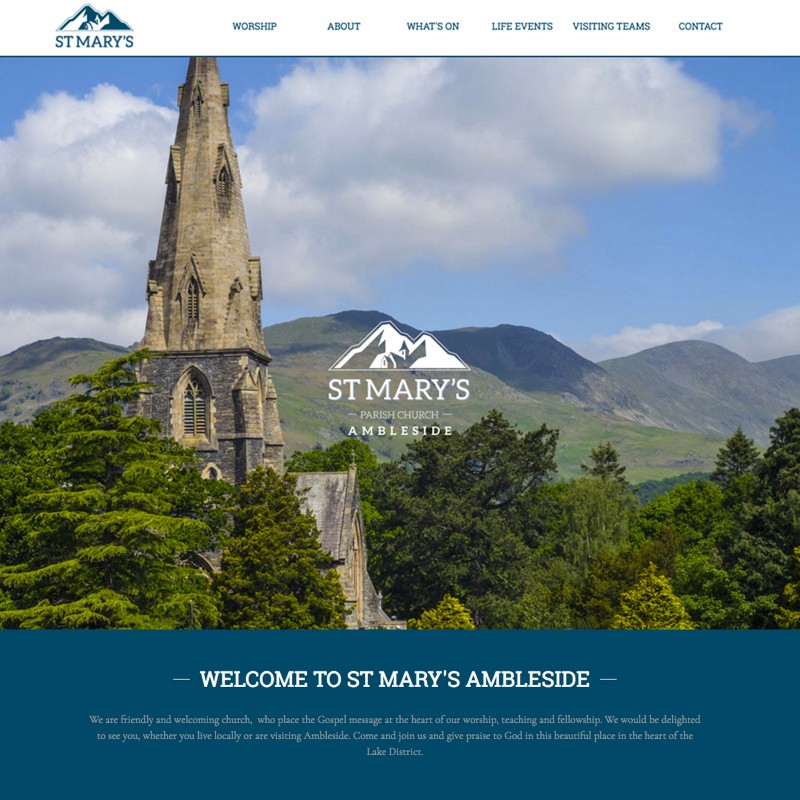 ST MARY'S
WORSHIP
ABOUT
WHAT'S ON
LIFE EVENTS
VISITING TEAMS
CONTACT
ST MARY'S
— PARISH CHURCH —
AMBLESIDE
— WELCOME TO ST MARY'S AMBLESIDE —
We are friendly and welcoming church,  who place the Gospel message at the heart of our worship, teaching and fellowship. We would be delighted
to see you, whether you live locally or are visiting Ambleside. Come and join us and give praise to God in this beautiful place in the heart of the
Lake District.